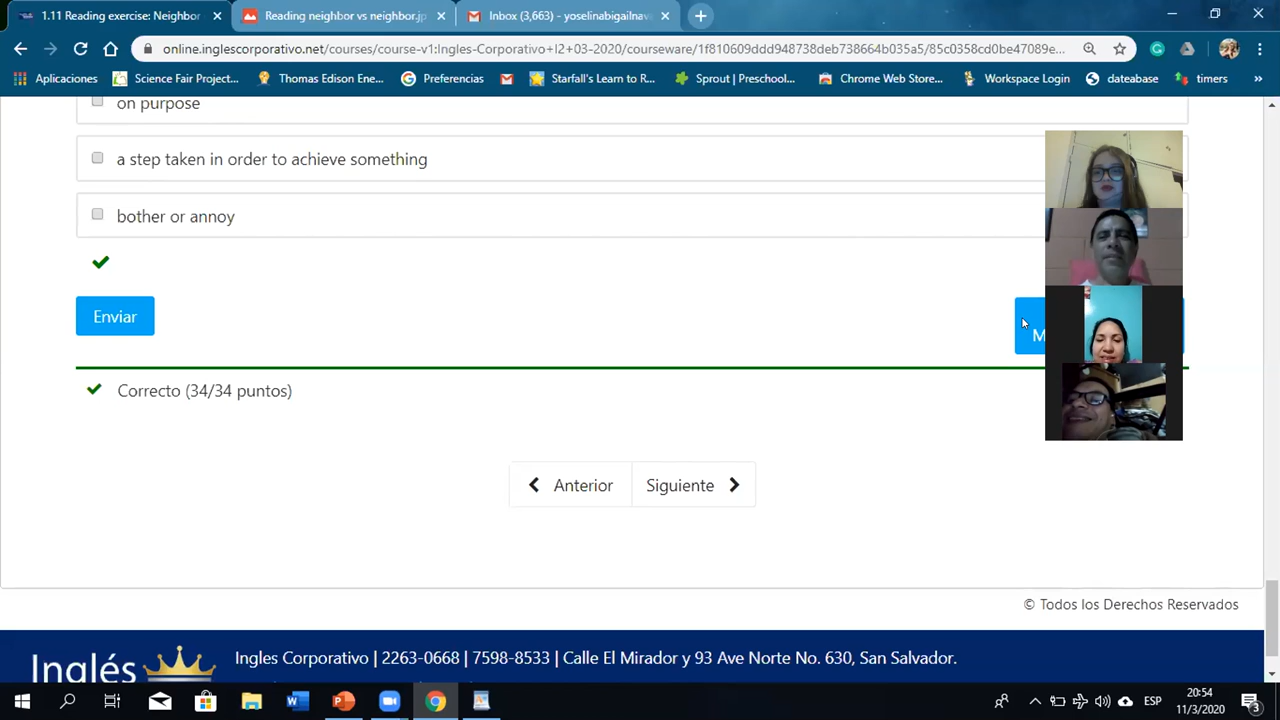 1.11 Reading exercise: Neighbor
Reading neighbor vs neighbor.jp
Inbox (3,663) - yoselinabigailnav
online.inglescorporativo.net/courses/course-v1:Ingles-Corporativo+I2+03-2020/courseware/1f810609ddd948738deb738664b035a5/85c0358cd0be47089e...
Aplicaciones
Science Fair Project...
Thomas Edison Ene...
Preferencias
Starfall's Learn to R...
Sprout | Preschool...
Chrome Web Store...
Workspace Login
dateabase
timers
»
on purpose
a step taken in order to achieve something
bother or annoy
Enviar
M
Correcto (34/34 puntos)
Anterior
Siguiente
© Todos los Derechos Reservados
Inglés
Ingles Corporativo | 2263-0668 | 7598-8533 | Calle El Mirador y 93 Ave Norte No. 630, San Salvador.
ESP
20:54
11/3/2020
3